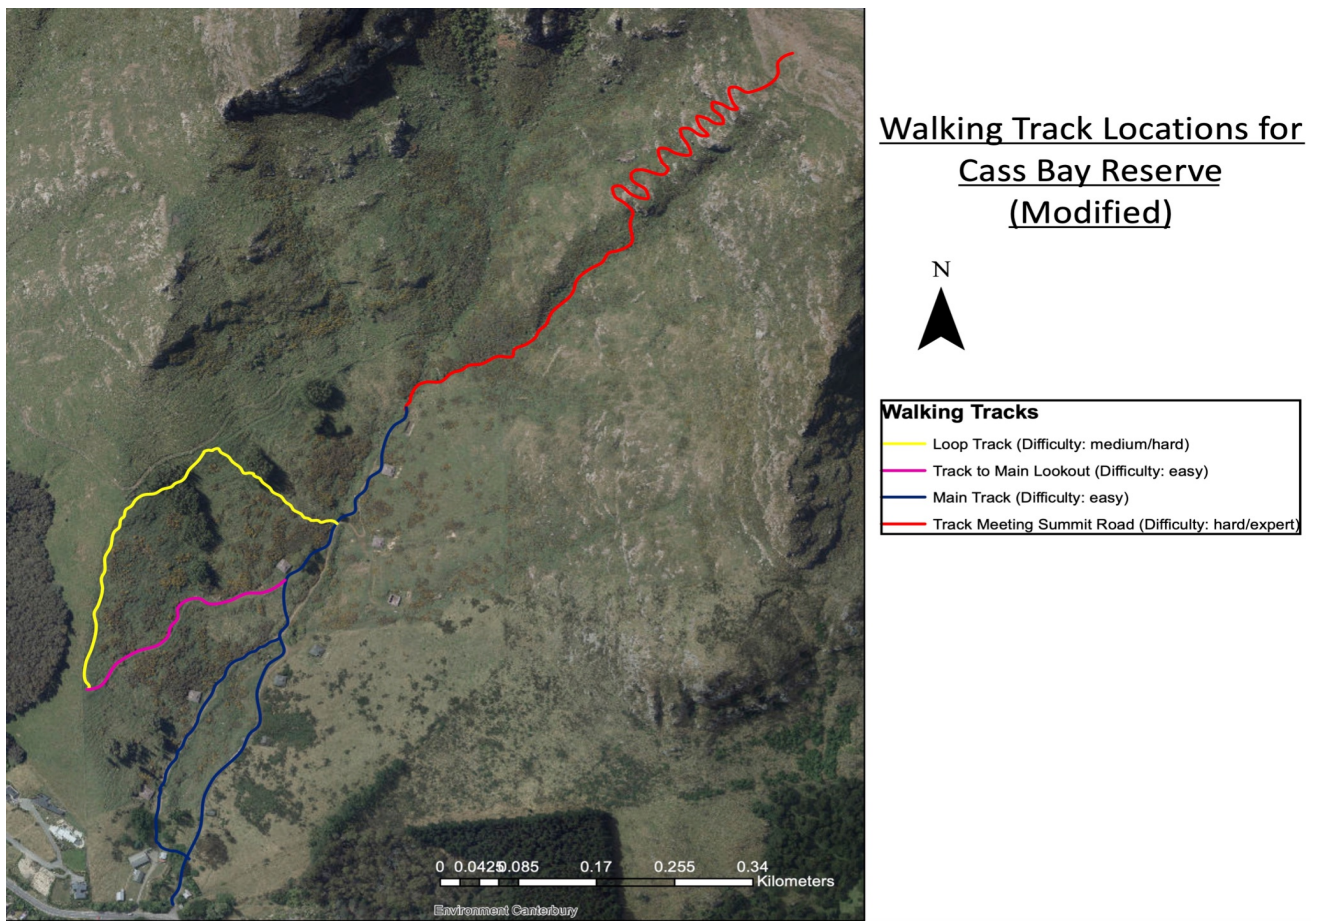 Walking Track Locations for
Cass Bay Reserve
(Modified)
N
Walking Tracks
Loop Track (Difficulty: medium/hard)
Track to Main Lookout (Difficulty: easy)
Main Track (Difficulty: easy)
Track Meeting Summit Road (Difficulty: hard/expert)
0 0.0425 0.085 0.17 0.255 0.34
Kilometers
Environment Canterbury